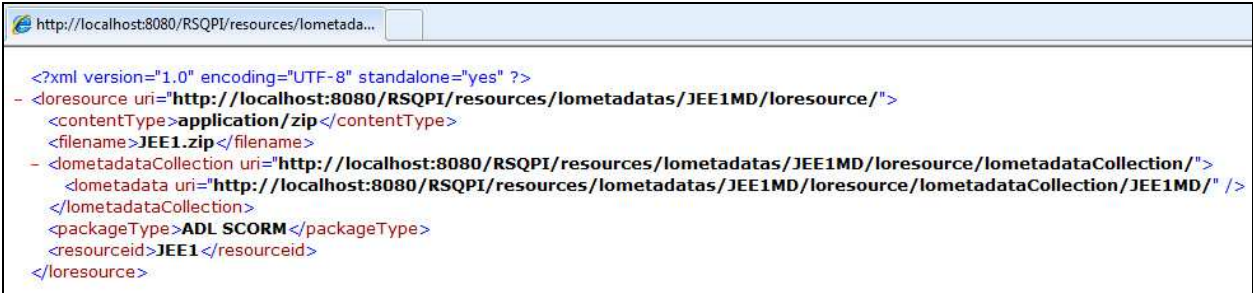 http://localhost:8080/RSQPI/resources/lometada...
<?xml version="1.0" encoding="UTF-8" standalone="yes" ?>
- <loresource uri="http://localhost:8080/RSQPI/resources/lometadatas/JEE1MD/loresource/">
<contentType>application/zip</contentType>
<filename>JEE1.zip</filename>
- <lometadataCollection uri="http://localhost:8080/RSQPI/resources/lometadatas/JEE1MD/loresource/lometadataCollection/">
<lometadata uri="http://localhost:8080/RSQPI/resources/lometadatas/JEE1MD/loresource/lometadataCollection/JEE1MD/" />
</lometadataCollection>
<packageType>ADL SCORM</packageType>
<resourceid>JEE1</resourceid>
</loresource>